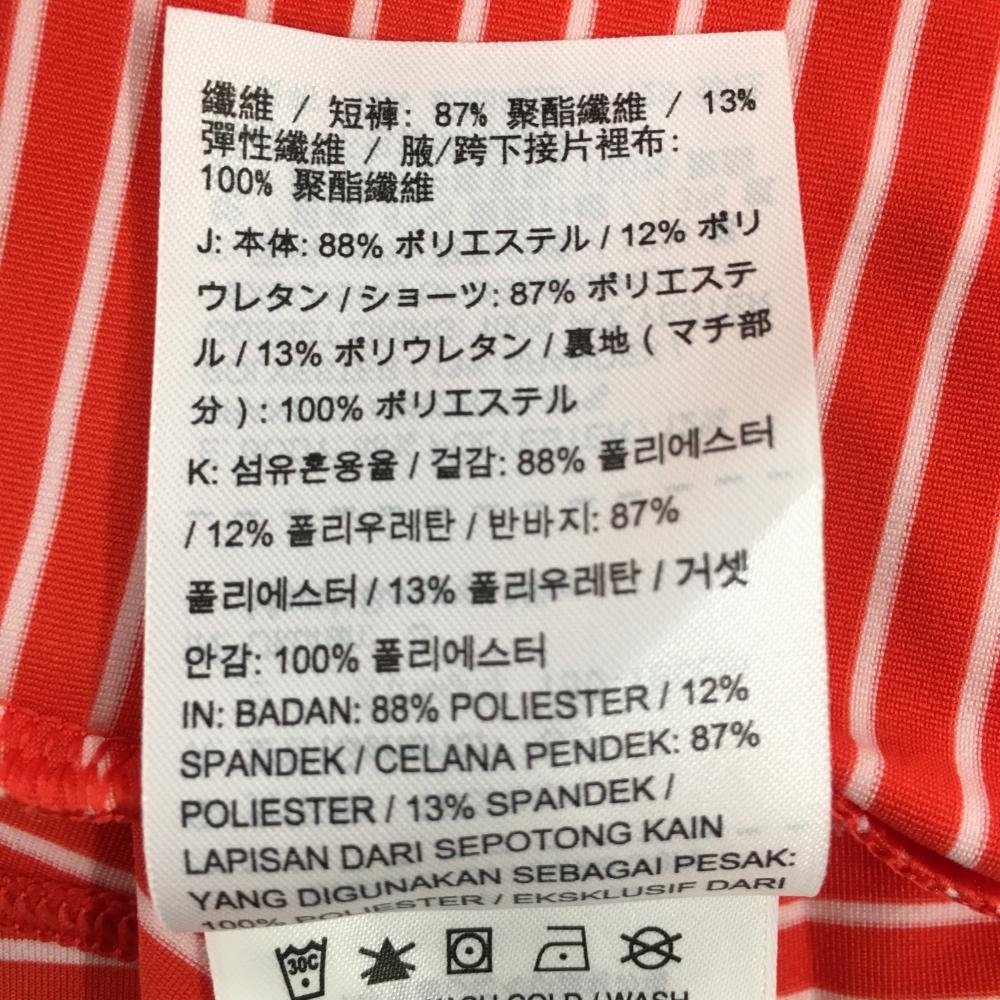 纖維 / 短褲: 87% 聚酯纖維 / 13%
彈性纖維 / 腋/跨下接片裡布:
100% 聚酯纖維
J: 本体: 88% ポリエステル / 12% ポリ
ウレタン / ショーツ: 87% ポリエステ
ル / 13% ポリウレタン / 裏地 ( マチ部
分 ) : 100% ポリエステル
K: 섬유혼용율 / 겉감: 88% 폴리에스터
/ 12% 폴리우레탄 / 반바지: 87%
폴리에스터 / 13% 폴리우레탄 / 거셋
안감: 100% 폴리에스터
IN: BADAN: 88% POLIESTER / 12%
SPANDEK / CELANA PENDEK: 87%
POLIESTER / 13% SPANDEK /
LAPISAN DARI SEPOTONG KAIN
YANG DIGUNAKAN SEBAGAI PESAK:
100% POLIESTER / EKSKLUSIF DARI
30C
WASH COLD / WASH